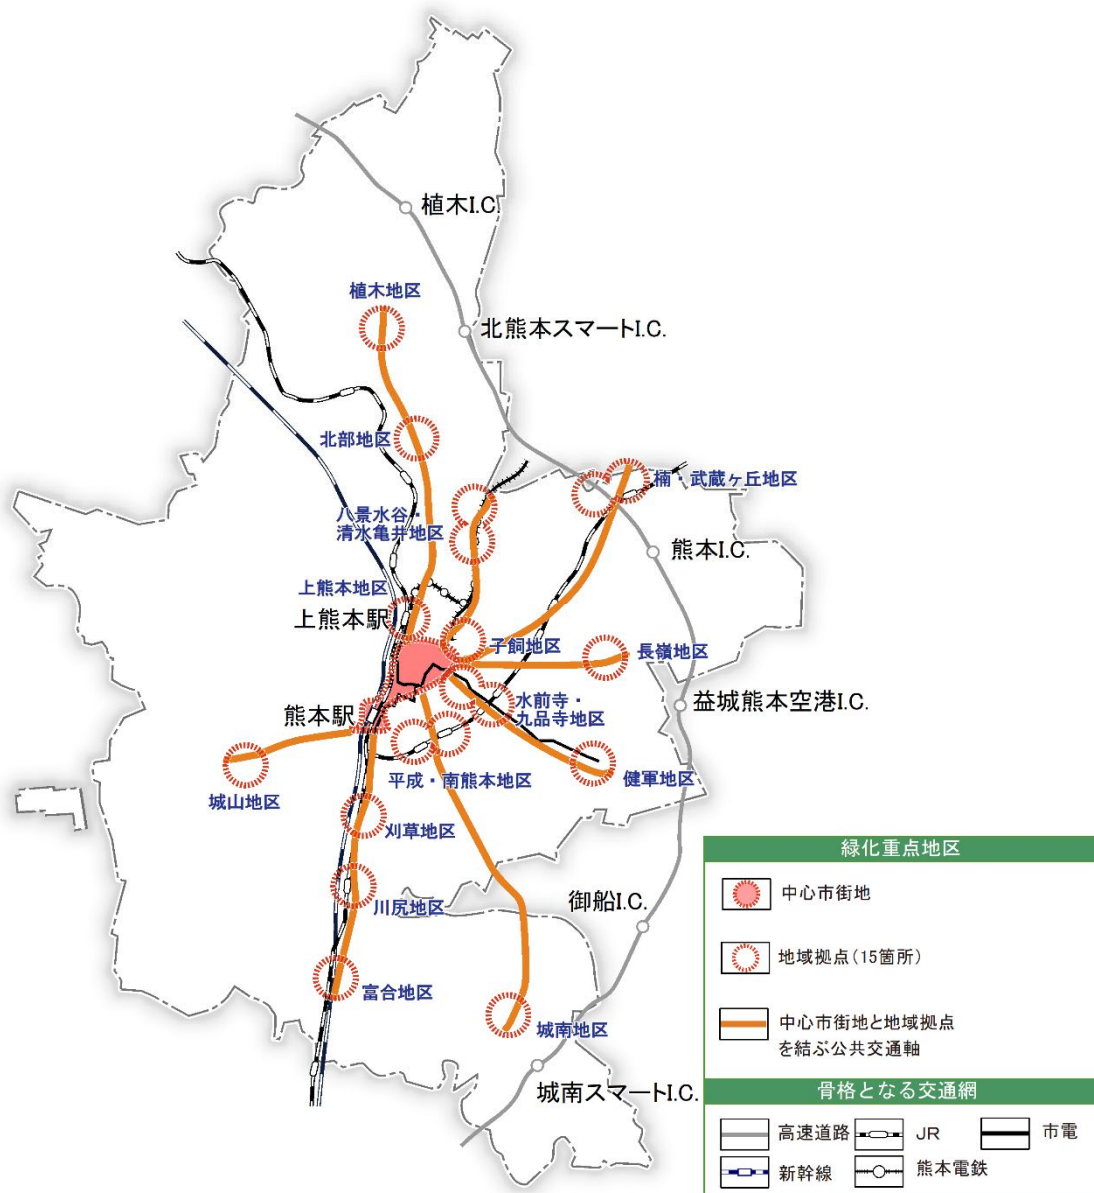 植木I.C.
植木地区
北熊本スマートI.C.
北部地区
楠・武蔵ヶ丘地区
八景水谷・
清水亀井地区
熊本I.C.
上熊本地区
上熊本駅
子飼地区
長嶺地区
水前寺・
九品寺地区
益城熊本空港I.C.
熊本駅
平成・南熊本地区
健軍地区
城山地区
刈草地区
川尻地区
御船I.C.
富合地区
城南地区
城南スマートI.C.
緑化重点地区
中心市街地
地域拠点（15箇所）
中心市街地と地域拠点
を結ぶ公共交通軸
骨格となる交通網
高速道路
JR
市電
新幹線
熊本電鉄